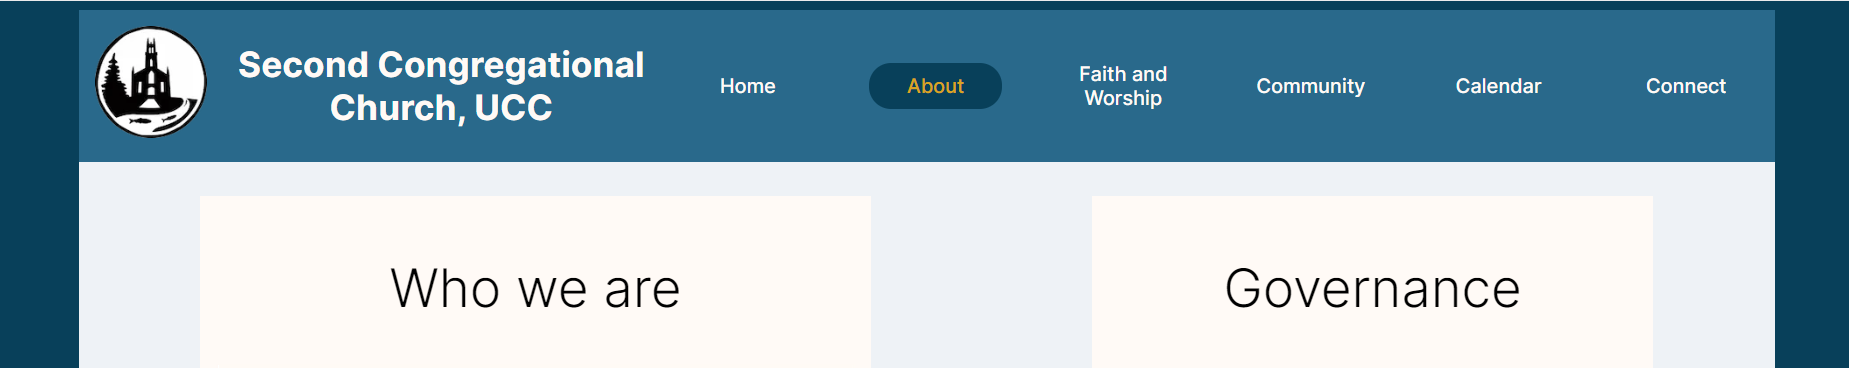 Second Congregational
Church, UCC
Home
About
Faith and
Worship
Community
Calendar
Connect
Who we are
Governance